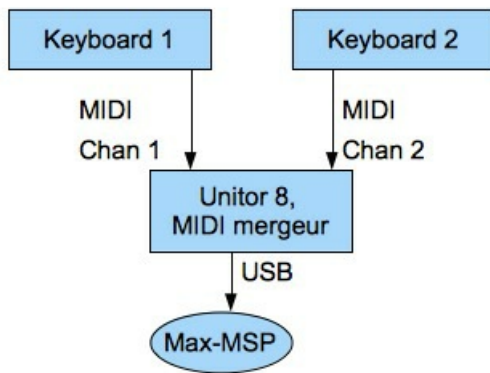 Keyboard 1
Keyboard 2
MIDI
Chan 1
MIDI
Chan 2
Unitor 8,
MIDI mergeur
USB
Max-MSP